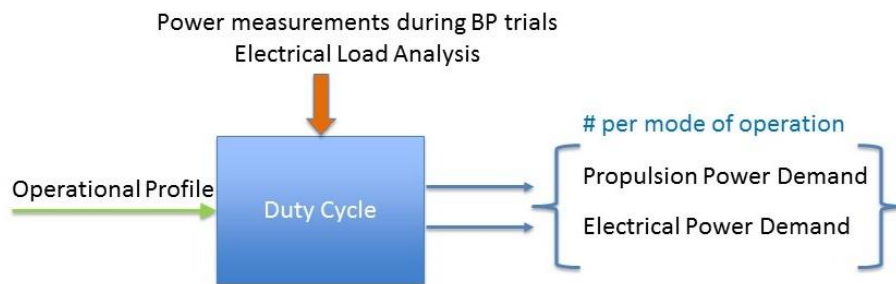 Power measurements during BP trials
Electrical Load Analysis
# per mode of operation
Operational Profile
Duty Cycle
Propulsion Power Demand
Electrical Power Demand